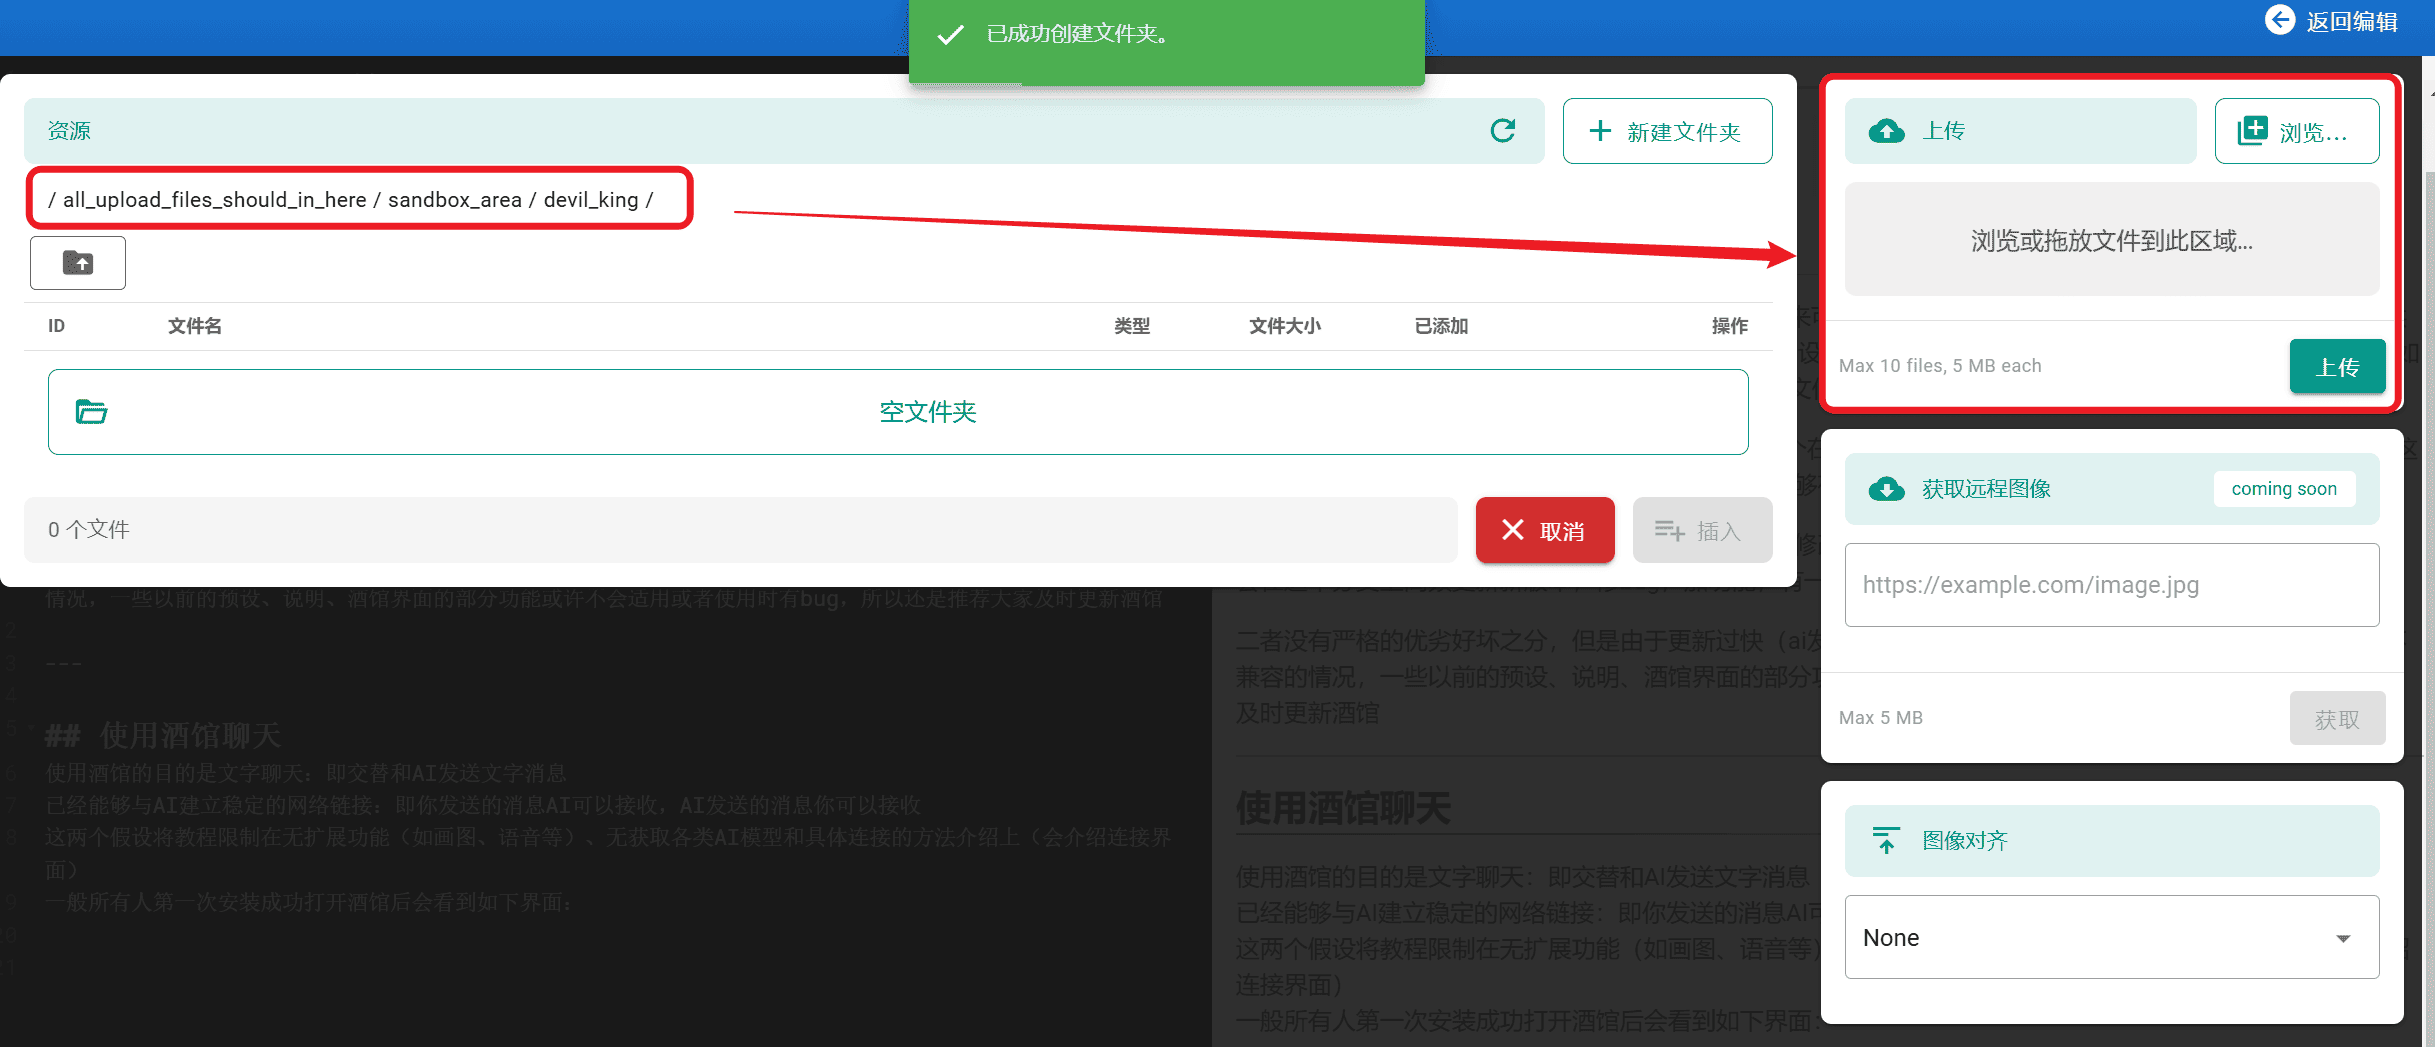 已成功创建文件夹。
返回编辑
资源
新建文件夹
/ all_upload_files_should_in_here / sandbox_area / devil_king /
ID 文件名 类型 文件大小 已添加 操作
空文件夹
0 个文件
取消
插入
上传
浏览...
浏览或拖放文件到此区域...
Max 10 files, 5 MB each
上传
获取远程图像
coming soon
https://example.com/image.jpg
Max 5 MB
获取
图像对齐
None
情况，一些以前的预设、说明、酒馆界面的部分功能或许不会适用或者使用时有bug，所以还是推荐大家及时更新酒馆
---
## 使用酒馆聊天
使用酒馆的目的是文字聊天：即交替和AI发送文字消息
已经能够与AI建立稳定的网络链接：即你发送的消息AI可以接收，AI发送的消息你可以接收
这两个假设将教程限制在无扩展功能（如画图、语音等）、无获取各类AI模型和具体连接的方法介绍上（会介绍连接界
面）
一般所有人第一次安装成功打开酒馆后会看到如下界面：
二者没有严格的优劣好坏之分，但是由于更新过快（ai发
兼容的情况，一些以前的预设、说明、酒馆界面的部分功
及时更新酒馆
使用酒馆聊天
使用酒馆的目的是文字聊天：即交替和AI发送文字消息
已经能够与AI建立稳定的网络链接：即你发送的消息AI可
这两个假设将教程限制在无扩展功能（如画图、语音等）
连接界面）
一般所有人第一次安装成功打开酒馆后会看到如下界面：